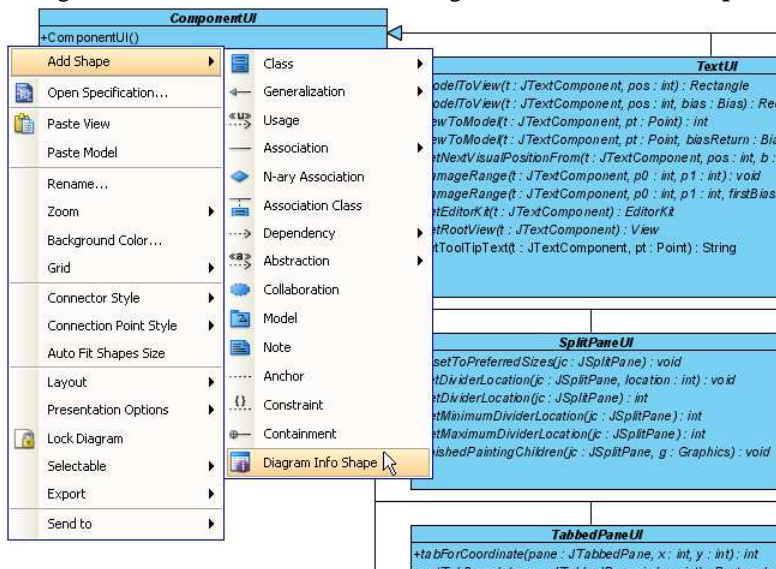 ComponentUI
+ComponentUI()
Add Shape
Open Specification...
Paste View
Paste Model
Rename...
Zoom
Background Color...
Grid
Connector Style
Connection Point Style
Auto Fit Shapes Size
Layout
Presentation Options
Lock Diagram
Selectable
Export
Send to
Class
Generalization
«u» Usage
Association
N-ary Association
Association Class
Dependency
«a» Abstraction
Collaboration
Model
Note
Anchor
{} Constraint
Containment
Diagram Info Shape
TextUI
odelToView(t : JTextComponent, pos : int) : Rectangle
odelToView(t : JTextComponent, pos : int, bias : Bias) : Re
ewToModel(t : JTextComponent, pt : Point) : int
ewToModel(t : JTextComponent, pt : Point, biasReturn : Bia
etNextVisualPositionFrom(t : JTextComponent, pos : int, b :
amageRange(t : JTextComponent, p0 : int, p1 : int) : void
amageRange(t : JTextComponent, p0 : int, p1 : int, firstBias
etEditorKit(t : JTextComponent) : EditorKit
etRootView(t : JTextComponent) : View
etToolTipText(t : JTextComponent, pt : Point) : String
SplitPaneUI
setToPreferredSizes(jc : JSplitPane) : void
etDividerLocation(jc : JSplitPane, location : int) : void
etDividerLocation(jc : JSplitPane) : int
etMinimumDividerLocation(jc : JSplitPane) : int
etMaximumDividerLocation(jc : JSplitPane) : int
ishedPaintingChildren(jc : JSplitPane, g : Graphics) : void
TabbedPaneUI
+tabForCoordinate(pane : JTabbedPane, x : int, y : int) : int